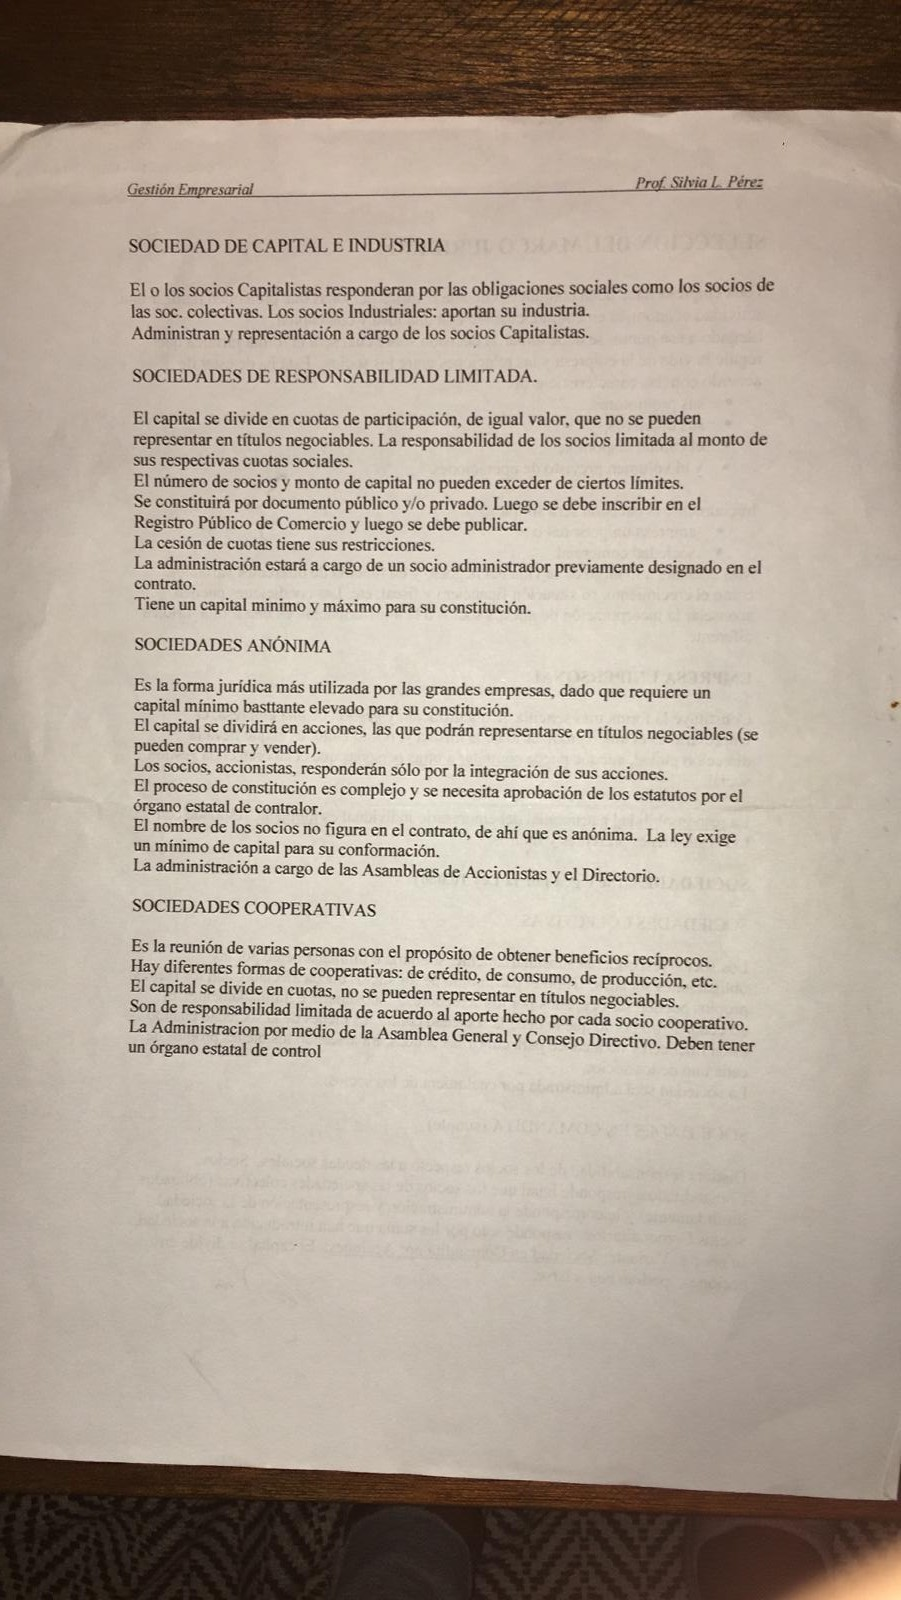 Gestión Empresarial Prof. Silvia L. Pérez
SOCIEDAD DE CAPITAL E INDUSTRIA
El o los socios Capitalistas responderan por las obligaciones sociales como los socios de
las soc. colectivas. Los socios Industriales: aportan su industria.
Administran y representación a cargo de los socios Capitalistas.
SOCIEDADES DE RESPONSABILIDAD LIMITADA.
El capital se divide en cuotas de participación, de igual valor, que no se pueden
representar en títulos negociables. La responsabilidad de los socios limitada al monto de
sus respectivas cuotas sociales.
El número de socios y monto de capital no pueden exceder de ciertos límites.
Se constituirá por documento público y/o privado. Luego se debe inscribir en el
Registro Público de Comercio y luego se debe publicar.
La cesión de cuotas tiene sus restricciones.
La administración estará a cargo de un socio administrador previamente designado en el
contrato.
Tiene un capital minimo y máximo para su constitución.
SOCIEDADES ANÓNIMA
Es la forma jurídica más utilizada por las grandes empresas, dado que requiere un
capital mínimo basttante elevado para su constitución.
El capital se dividirá en acciones, las que podrán representarse en títulos negociables (se
pueden comprar y vender).
Los socios, accionistas, responderán sólo por la integración de sus acciones.
El proceso de constitución es complejo y se necesita aprobación de los estatutos por el
órgano estatal de contralor.
El nombre de los socios no figura en el contrato, de ahí que es anónima. La ley exige
un mínimo de capital para su conformación.
La administración a cargo de las Asambleas de Accionistas y el Directorio.
SOCIEDADES COOPERATIVAS
Es la reunión de varias personas con el propósito de obtener beneficios recíprocos.
Hay diferentes formas de cooperativas: de crédito, de consumo, de producción, etc.
El capital se divide en cuotas, no se pueden representar en títulos negociables.
Son de responsabilidad limitada de acuerdo al aporte hecho por cada socio cooperativo.
La Administracion por medio de la Asamblea General y Consejo Directivo. Deben tener
un órgano estatal de control